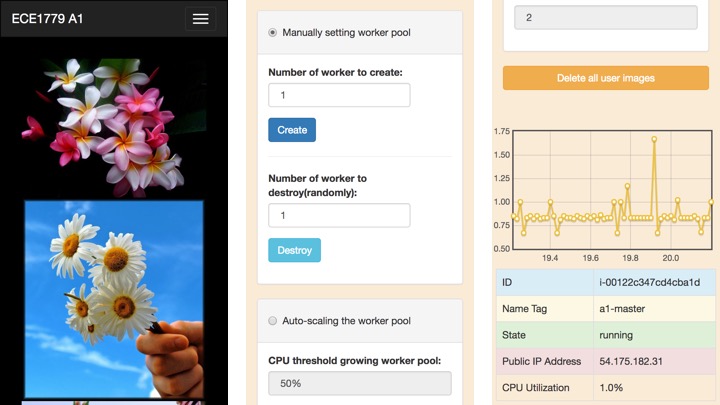 ECE1779 A1
Manually setting worker pool
Number of worker to create:
1
Create
Number of worker to
destroy(randomly):
1
Destroy
Auto-scaling the worker pool
CPU threshold growing worker pool:
50%
2
Delete all user images
1.75
1.50
1.25
1.00
0.75
0.50
19.4
19.6
19.8
20.0
ID i-00122c347cd4cba1d
Name Tag a1-master
State running
Public IP Address 54.175.182.31
CPU Utilization 1.0%